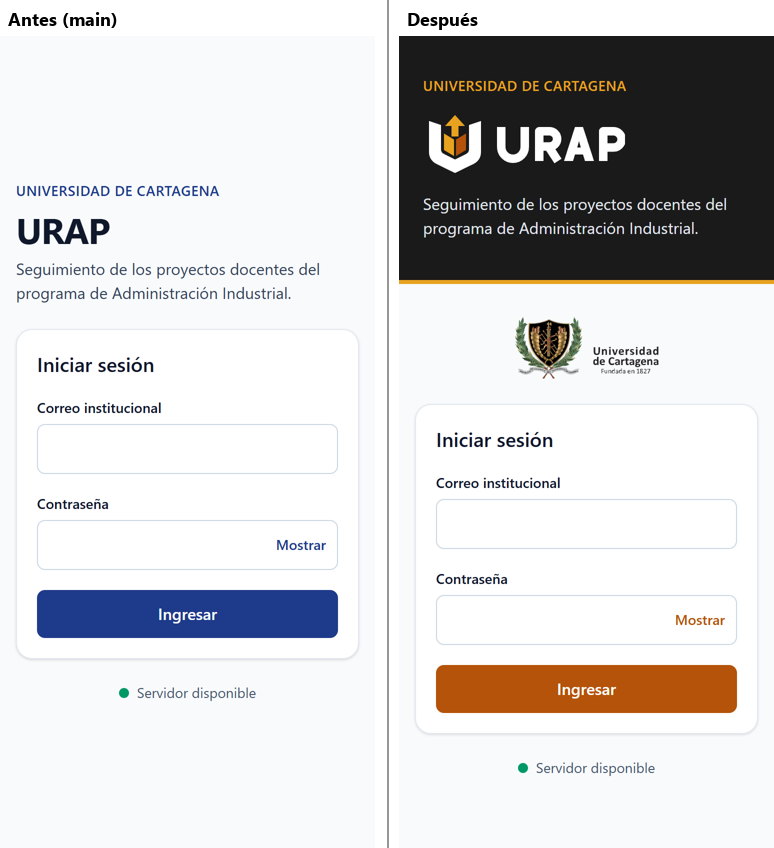 Antes (main)
UNIVERSIDAD DE CARTAGENA
URAP
Seguimiento de los proyectos docentes del
programa de Administración Industrial.
Iniciar sesión
Correo institucional
Contraseña
Mostrar
Ingresar
Servidor disponible
Después
UNIVERSIDAD DE CARTAGENA
URAP
Seguimiento de los proyectos docentes del
programa de Administración Industrial.
Universidad
de Cartagena
Fundada en 1827
Iniciar sesión
Correo institucional
Contraseña
Mostrar
Ingresar
Servidor disponible